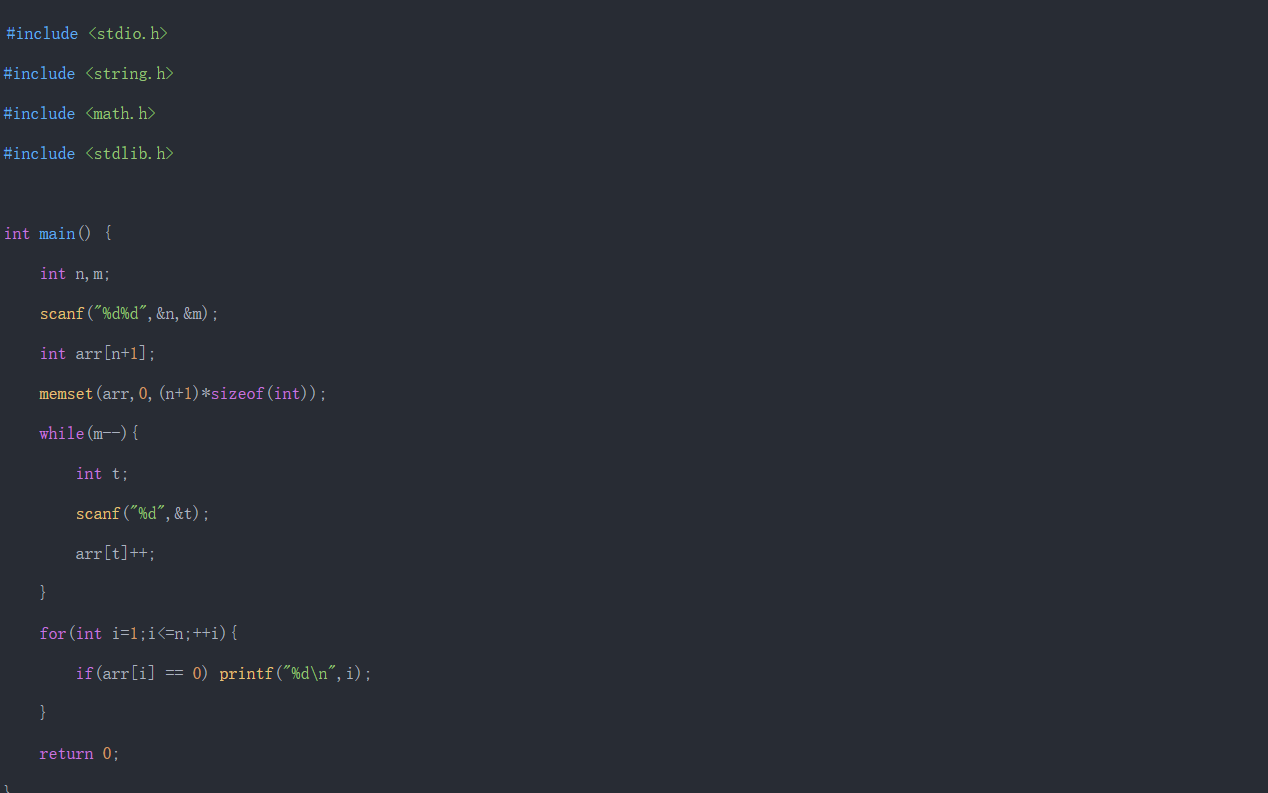 #include <stdio.h>
#include <string.h>
#include <math.h>
#include <stdlib.h>
int main() {
    int n,m;
    scanf("%d%d",&n,&m);
    int arr[n+1];
    memset(arr,0,(n+1)*sizeof(int));
    while(m--){
        int t;
        scanf("%d",&t);
        arr[t]++;
    }
    for(int i=1;i<=n;++i){
        if(arr[i] == 0) printf("%d\n",i);
    }
    return 0;
}